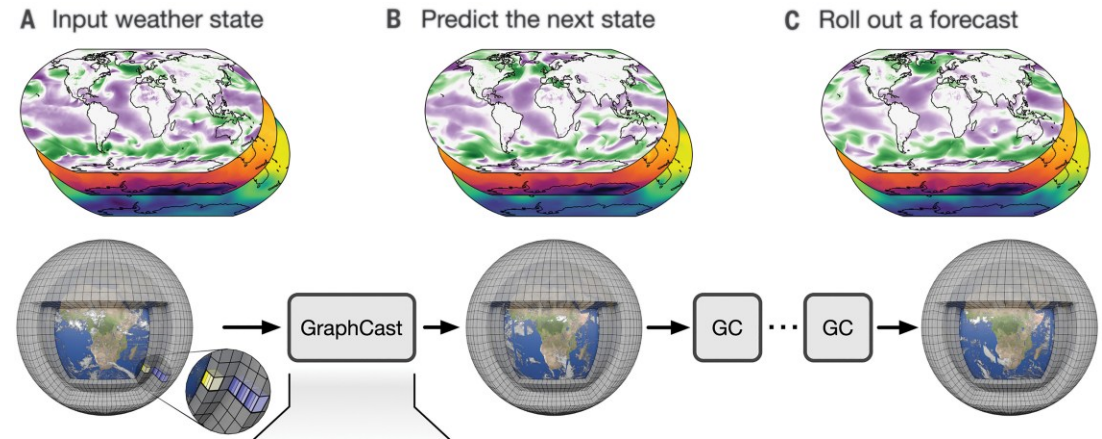 A Input weather state
B Predict the next state
C Roll out a forecast
GraphCast
GC ··· GC